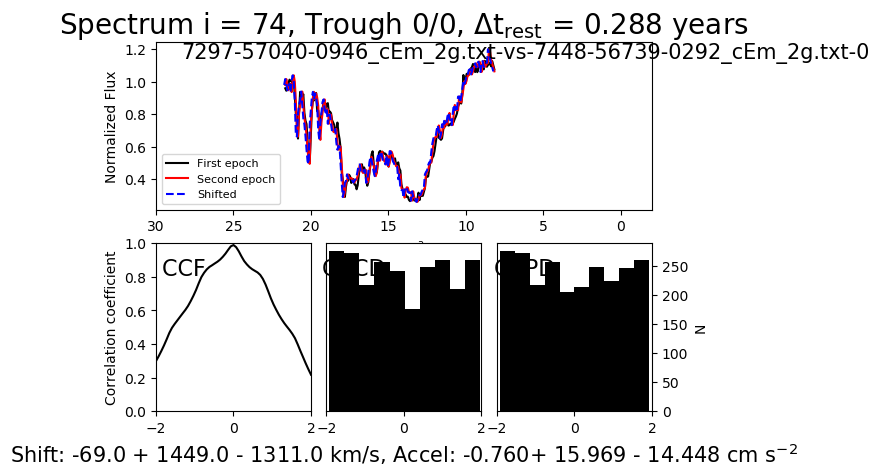 Spectrum i = 74, Trough 0/0, Δt_rest = 0.288 years
7297-57040-0946_cEm_2g.txt-vs-7448-56739-0292_cEm_2g.txt-0
Normalized Flux
1.2
1.0
0.8
0.6
0.4
First epoch
Second epoch
Shifted
30 25 20 15 10 5 0
Correlation coefficient
1.0
0.8
0.6
0.4
0.2
0.0
CCF
−2 0 2
−2 0 2
−2 0 2
250
200
150
100
50
0
N
Shift: -69.0 + 1449.0 - 1311.0 km/s, Accel: -0.760+ 15.969 - 14.448 cm s⁻²